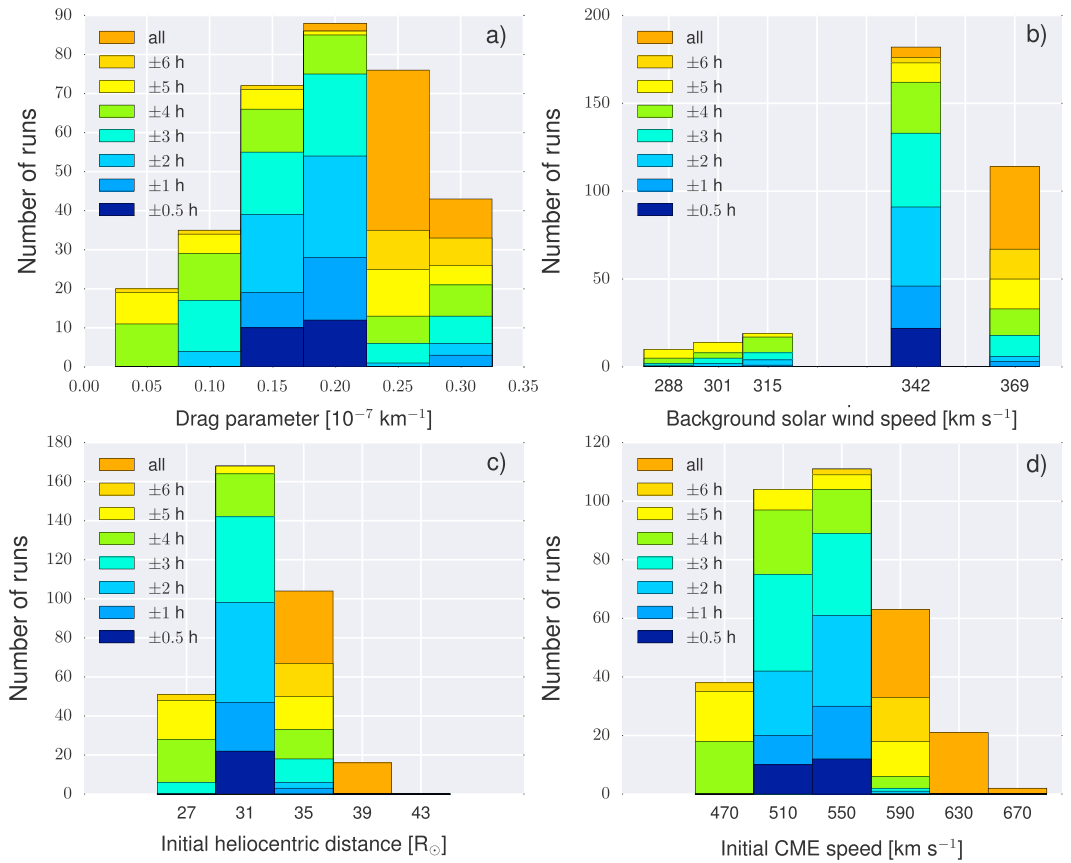 a)
all
±6 h
±5 h
±4 h
±3 h
±2 h
±1 h
±0.5 h
Number of runs
90
80
70
60
50
40
30
20
10
0
0.00 0.05 0.10 0.15 0.20 0.25 0.30 0.35
Drag parameter [10⁻⁷ km⁻¹]
b)
all
±6 h
±5 h
±4 h
±3 h
±2 h
±1 h
±0.5 h
Number of runs
200
150
100
50
0
288 301 315 342 369
Background solar wind speed [km s⁻¹]
c)
all
±6 h
±5 h
±4 h
±3 h
±2 h
±1 h
±0.5 h
Number of runs
180
160
140
120
100
80
60
40
20
0
27 31 35 39 43
Initial heliocentric distance [R☉]
d)
all
±6 h
±5 h
±4 h
±3 h
±2 h
±1 h
±0.5 h
Number of runs
120
100
80
60
40
20
0
470 510 550 590 630 670
Initial CME speed [km s⁻¹]